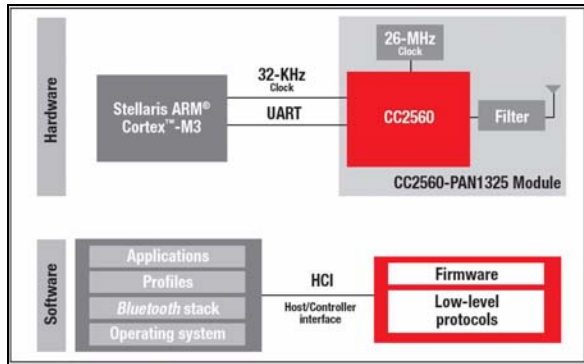 Hardware
26-MHz
Clock
32-KHz
Clock
Stellaris ARM®
Cortex™-M3
UART
CC2560
Filter
CC2560-PAN1325 Module
Software
Applications
Profiles
Bluetooth stack
Operating system
HCI
Host/Controller
interface
Firmware
Low-level
protocols